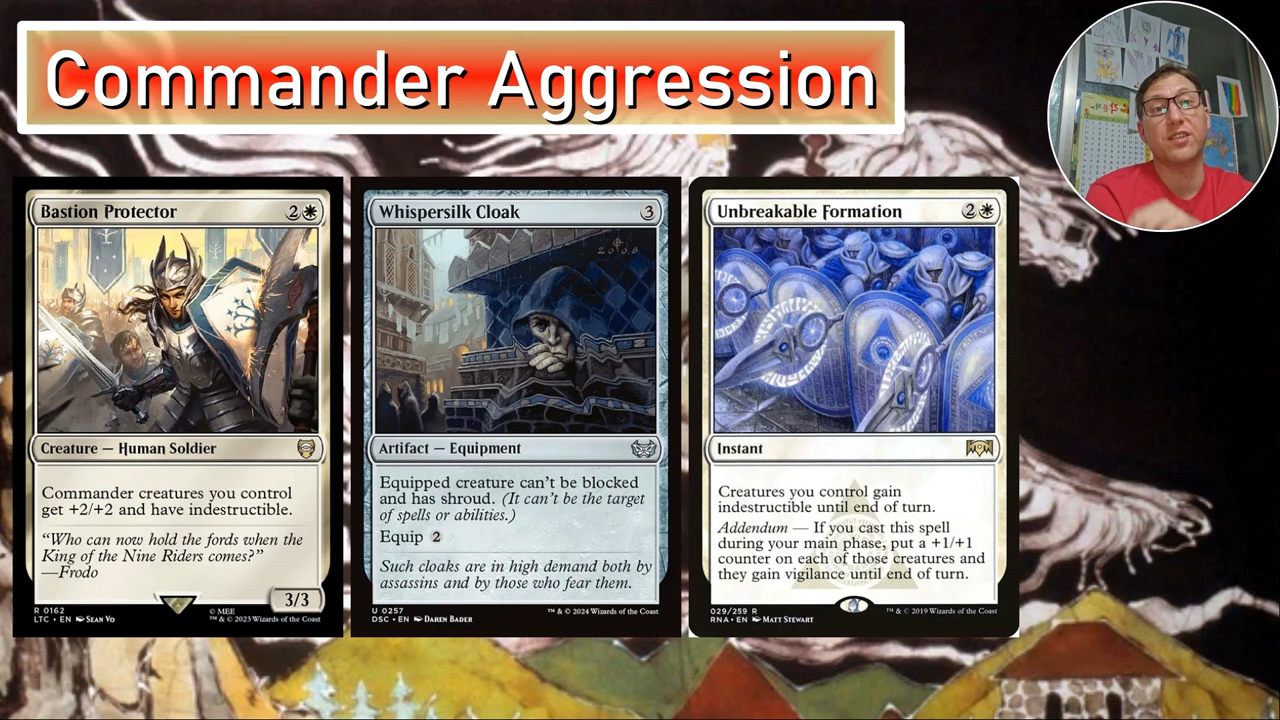 Commander Aggression
Bastion Protector 2
Creature — Human Soldier
Commander creatures you control
get +2/+2 and have indestructible.
“Who can now hold the fords when the
King of the Nine Riders comes?”
—Frodo
3/3
R 0162
LTC • EN Sean Vo
© MEE
™ & © 2023 Wizards of the Coast
Whispersilk Cloak 3
Artifact — Equipment
Equipped creature can’t be blocked
and has shroud. (It can’t be the target
of spells or abilities.)
Equip 2
Such cloaks are in high demand both by
assassins and by those who fear them.
U 0257
DSC • EN Daren Bader
™ & © 2024 Wizards of the Coast
Unbreakable Formation 2
Instant
Creatures you control gain
indestructible until end of turn.
Addendum — If you cast this spell
during your main phase, put a +1/+1
counter on each of those creatures and
they gain vigilance until end of turn.
029/259 R
RNA • EN Matt Stewart
™ & © 2019 Wizards of the Coast